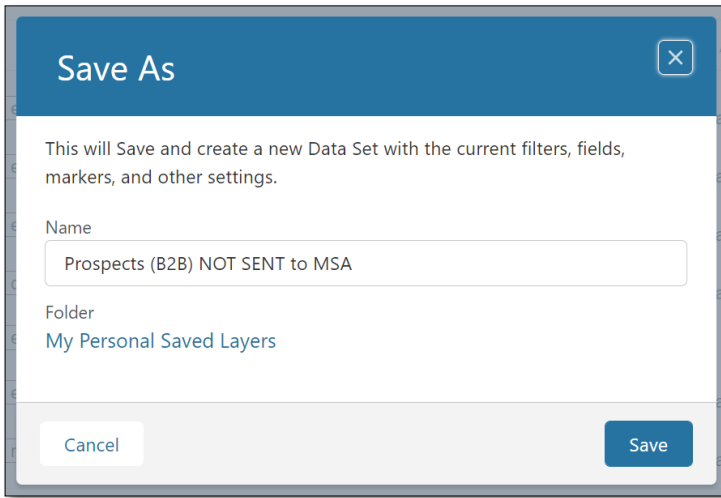 Save As
This will Save and create a new Data Set with the current filters, fields,
markers, and other settings.
Name
Prospects (B2B) NOT SENT to MSA
Folder
My Personal Saved Layers
Cancel
Save